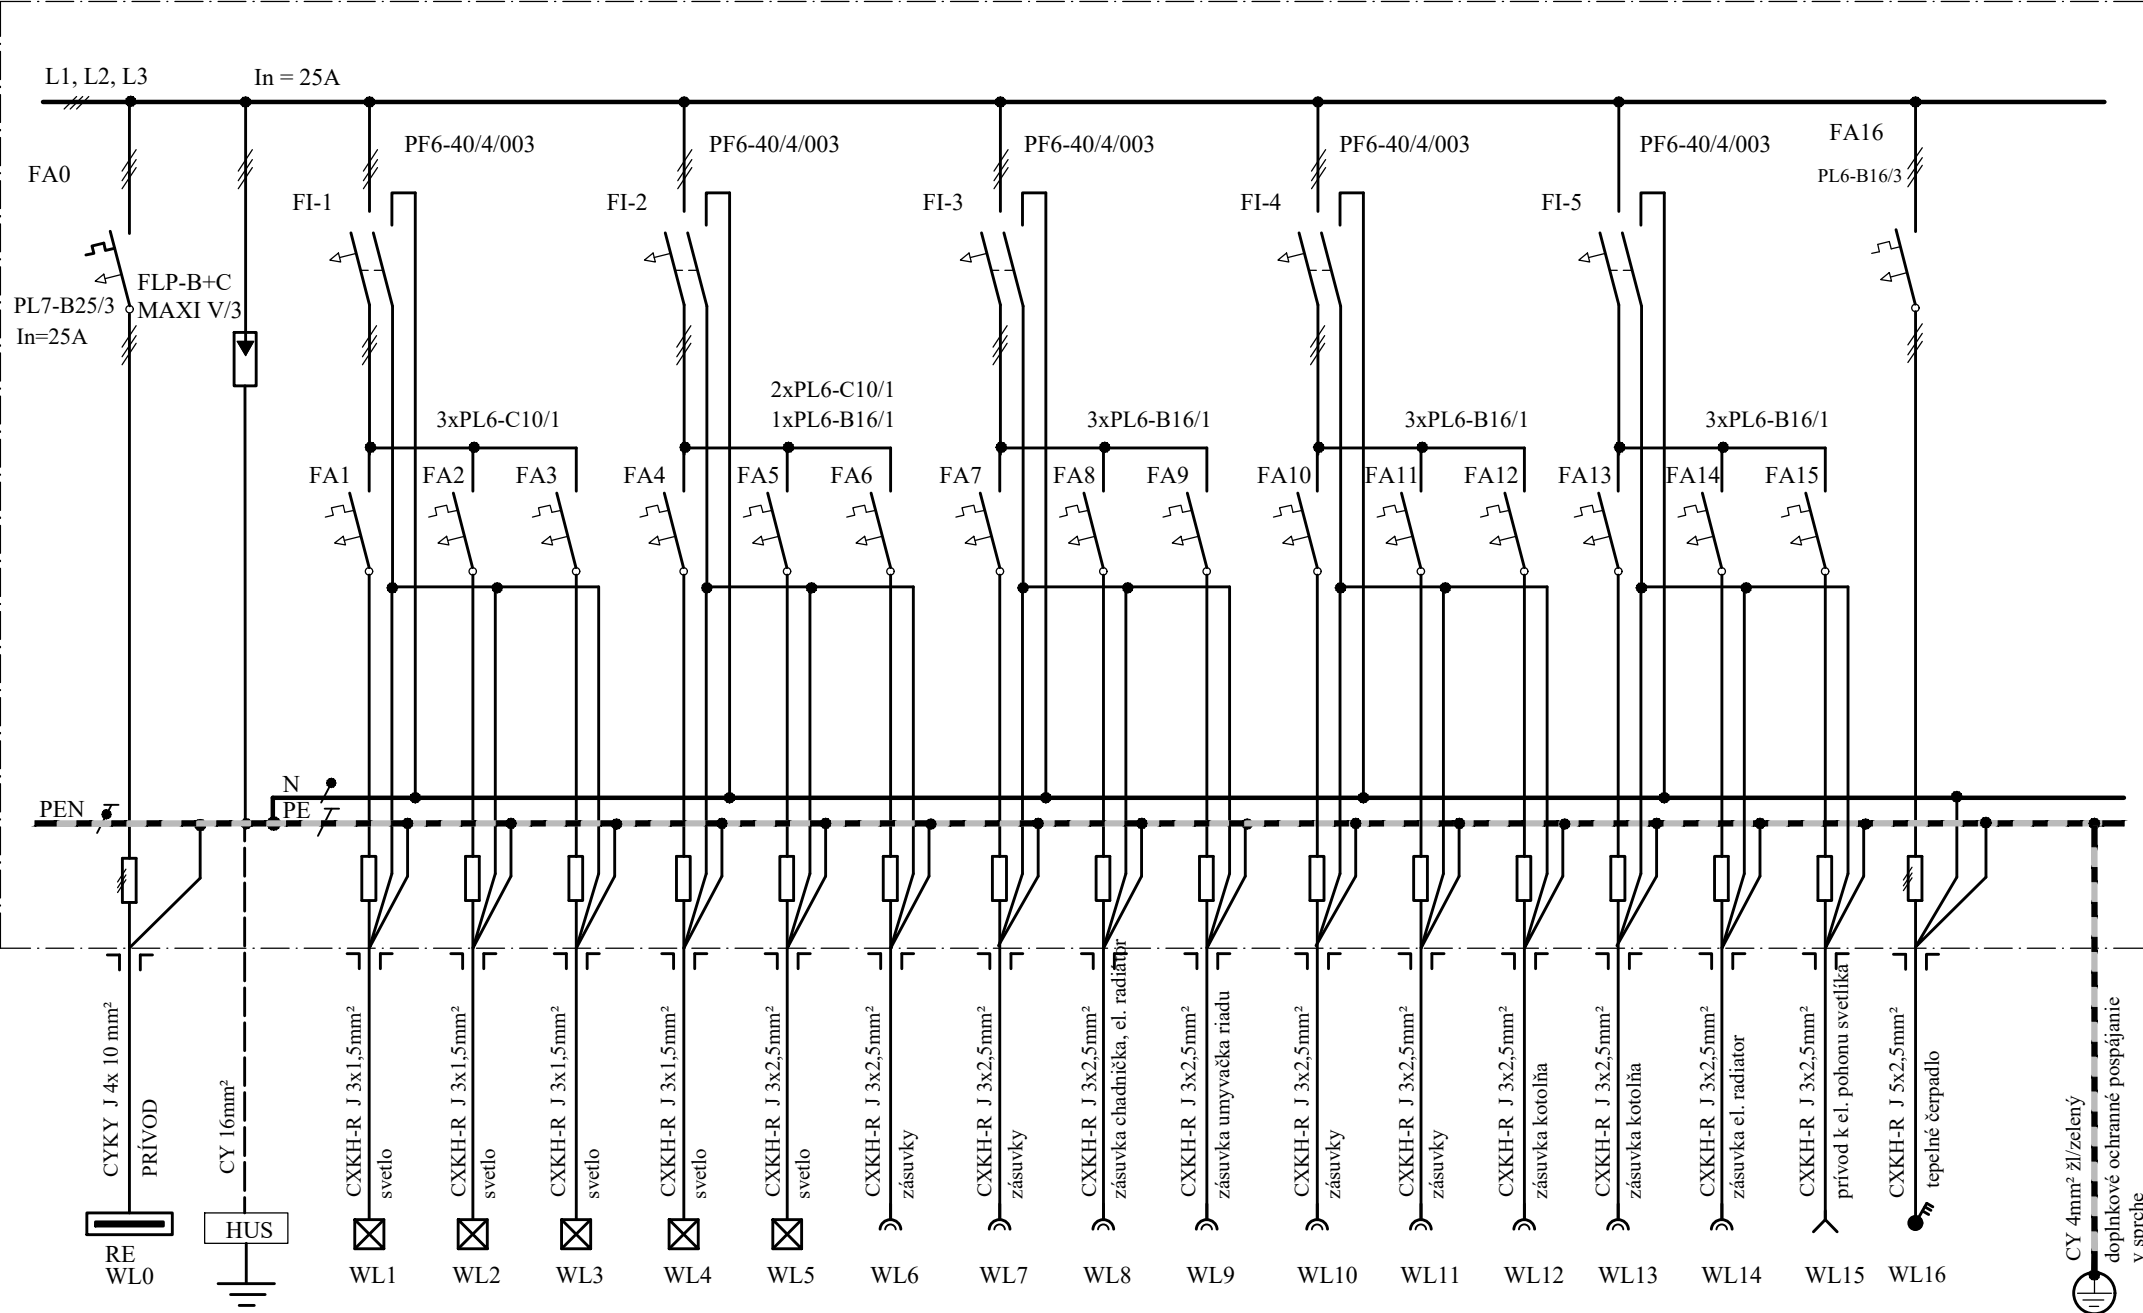 L1, L2, L3
In = 25A
PF6-40/4/003
PF6-40/4/003
PF6-40/4/003
PF6-40/4/003
PF6-40/4/003
FA16
PL6-B16/3
FA0
FI-1
FI-2
FI-3
FI-4
FI-5
FLP-B+C
MAXI V/3
PL7-B25/3
In=25A
3xPL6-C10/1
2xPL6-C10/1
1xPL6-B16/1
3xPL6-B16/1
3xPL6-B16/1
3xPL6-B16/1
FA1
FA2
FA3
FA4
FA5
FA6
FA7
FA8
FA9
FA10
FA11
FA12
FA13
FA14
FA15
N
PE
PEN
CYKY J 4x 10 mm²
PRÍVOD
CY 16mm²
CXKH-R J 3x1,5mm²
svetlo
CXKH-R J 3x1,5mm²
svetlo
CXKH-R J 3x1,5mm²
svetlo
CXKH-R J 3x1,5mm²
svetlo
CXKH-R J 3x2,5mm²
svetlo
CXKH-R J 3x2,5mm²
zásuvky
CXKH-R J 3x2,5mm²
zásuvky
CXKH-R J 3x2,5mm²
zásuvka chadnička, el. radiátor
CXKH-R J 3x2,5mm²
zásuvka umyvačka riadu
CXKH-R J 3x2,5mm²
zásuvky
CXKH-R J 3x2,5mm²
zásuvky
CXKH-R J 3x2,5mm²
zásuvka kotolňa
CXKH-R J 3x2,5mm²
zásuvka kotolňa
CXKH-R J 3x2,5mm²
zásuvka el. radiator
CXKH-R J 3x2,5mm²
prívod k el. pohonu svetlíka
CXKH-R J 5x2,5mm²
tepelné čerpadlo
CY 4mm² žl/zelený
doplnkové ochranné pospájanie
v sprche
RE
WL0
HUS
WL1
WL2
WL3
WL4
WL5
WL6
WL7
WL8
WL9
WL10
WL11
WL12
WL13
WL14
WL15
WL16